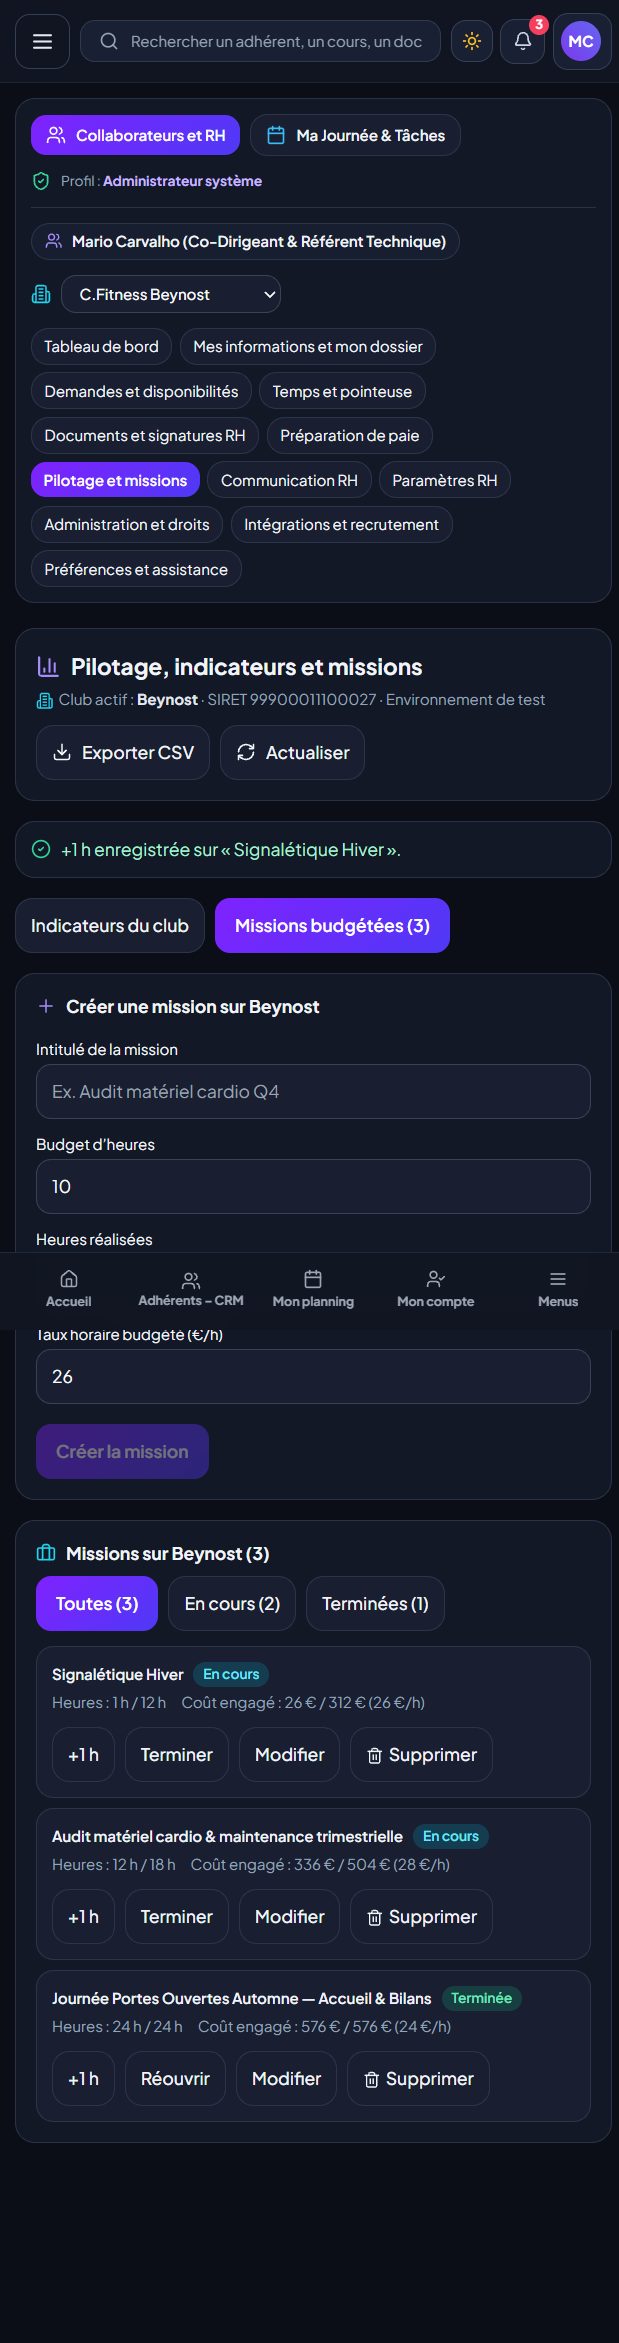 Rechercher un adhérent, un cours, un doc
3
MC
Collaborateurs et RH
Ma Journée & Tâches
Profil : Administrateur système
Mario Carvalho (Co-Dirigeant & Référent Technique)
C.Fitness Beynost
Tableau de bord
Mes informations et mon dossier
Demandes et disponibilités
Temps et pointeuse
Documents et signatures RH
Préparation de paie
Pilotage et missions
Communication RH
Paramètres RH
Administration et droits
Intégrations et recrutement
Préférences et assistance
Pilotage, indicateurs et missions
Club actif : Beynost · SIRET 99900011100027 · Environnement de test
Exporter CSV
Actualiser
+1 h enregistrée sur « Signalétique Hiver ».
Indicateurs du club
Missions budgétées (3)
Créer une mission sur Beynost
Intitulé de la mission
Ex. Audit matériel cardio Q4
Budget d’heures
10
Heures réalisées
Accueil
Adhérents – CRM
Mon planning
Mon compte
Menus
Taux horaire budgété (€/h)
26
Créer la mission
Missions sur Beynost (3)
Toutes (3)
En cours (2)
Terminées (1)
Signalétique Hiver En cours
Heures : 1 h / 12 h Coût engagé : 26 € / 312 € (26 €/h)
+1 h
Terminer
Modifier
Supprimer
Audit matériel cardio & maintenance trimestrielle En cours
Heures : 12 h / 18 h Coût engagé : 336 € / 504 € (28 €/h)
+1 h
Terminer
Modifier
Supprimer
Journée Portes Ouvertes Automne — Accueil & Bilans Terminée
Heures : 24 h / 24 h Coût engagé : 576 € / 576 € (24 €/h)
+1 h
Réouvrir
Modifier
Supprimer